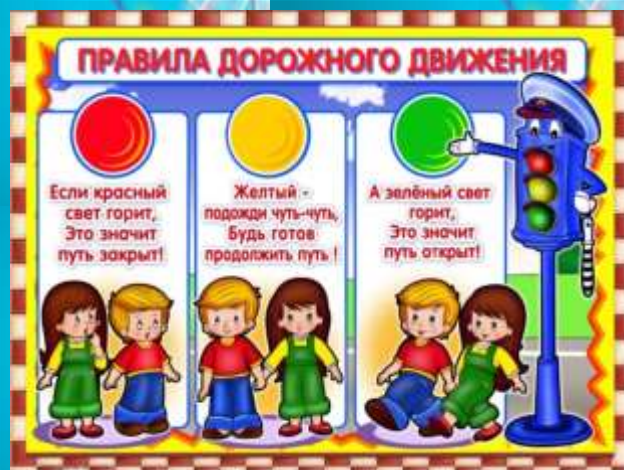 ПРАВИЛА ДОРОЖНОГО ДВИЖЕНИЯ
Если красный
свет горит,
Это значит
путь закрыт!
Желтый -
подожди чуть-чуть,
Будь готов
продолжить путь !
А зелёный свет
горит,
Это значит
путь открыт!